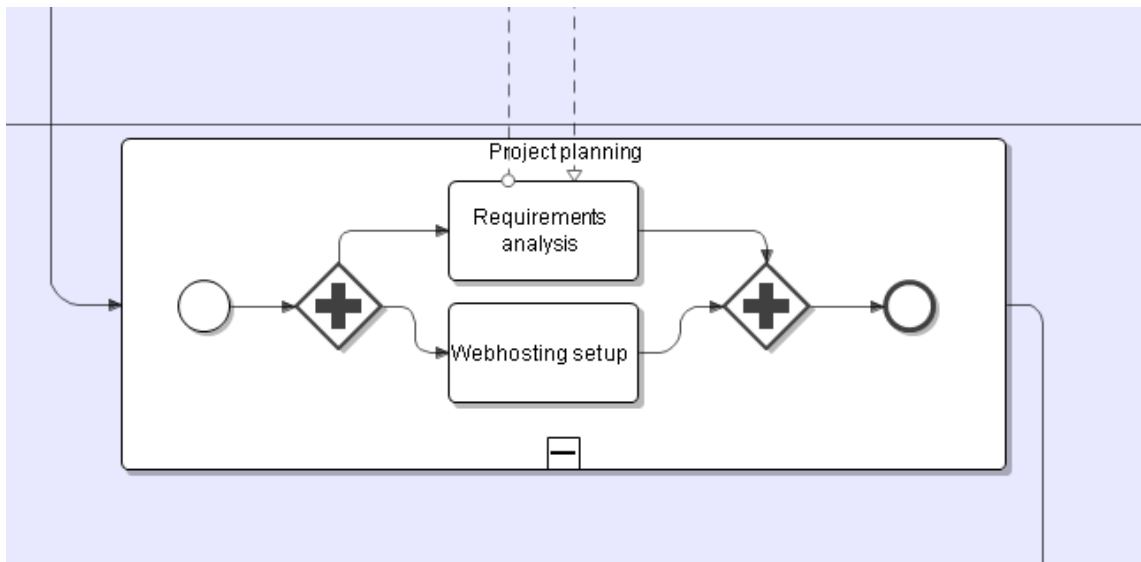 Project planning
Requirements
analysis
Webhosting setup